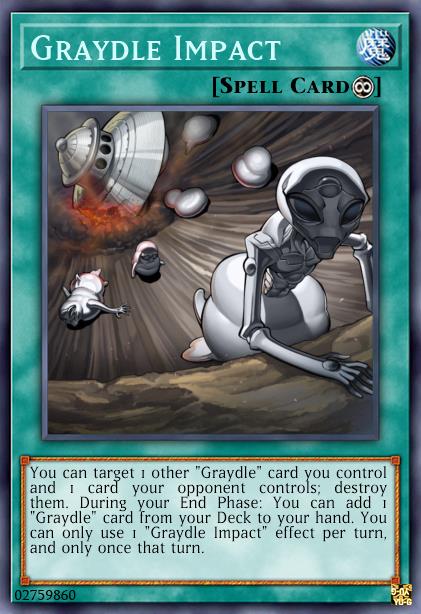 Graydle Impact
[Spell Card]
You can target 1 other "Graydle" card you control
and 1 card your opponent controls; destroy
them. During your End Phase: You can add 1
"Graydle" card from your Deck to your hand. You
can only use 1 "Graydle Impact" effect per turn,
and only once that turn.
02759860